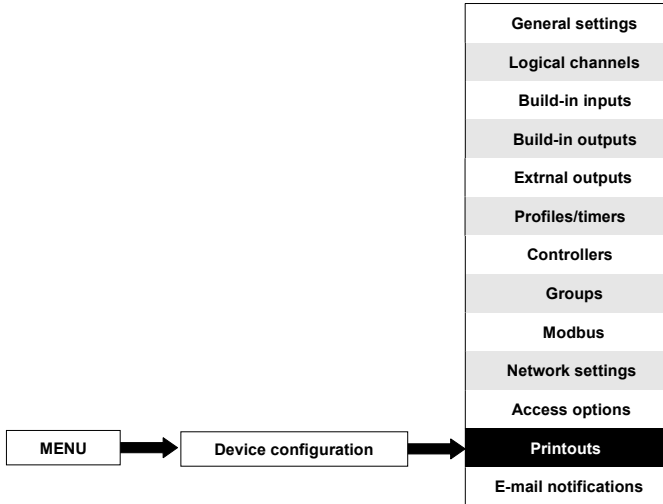 General settings
Logical channels
Build-in inputs
Build-in outputs
Extrnal outputs
Profiles/timers
Controllers
Groups
Modbus
Network settings
Access options
MENU
Device configuration
Printouts
E-mail notifications